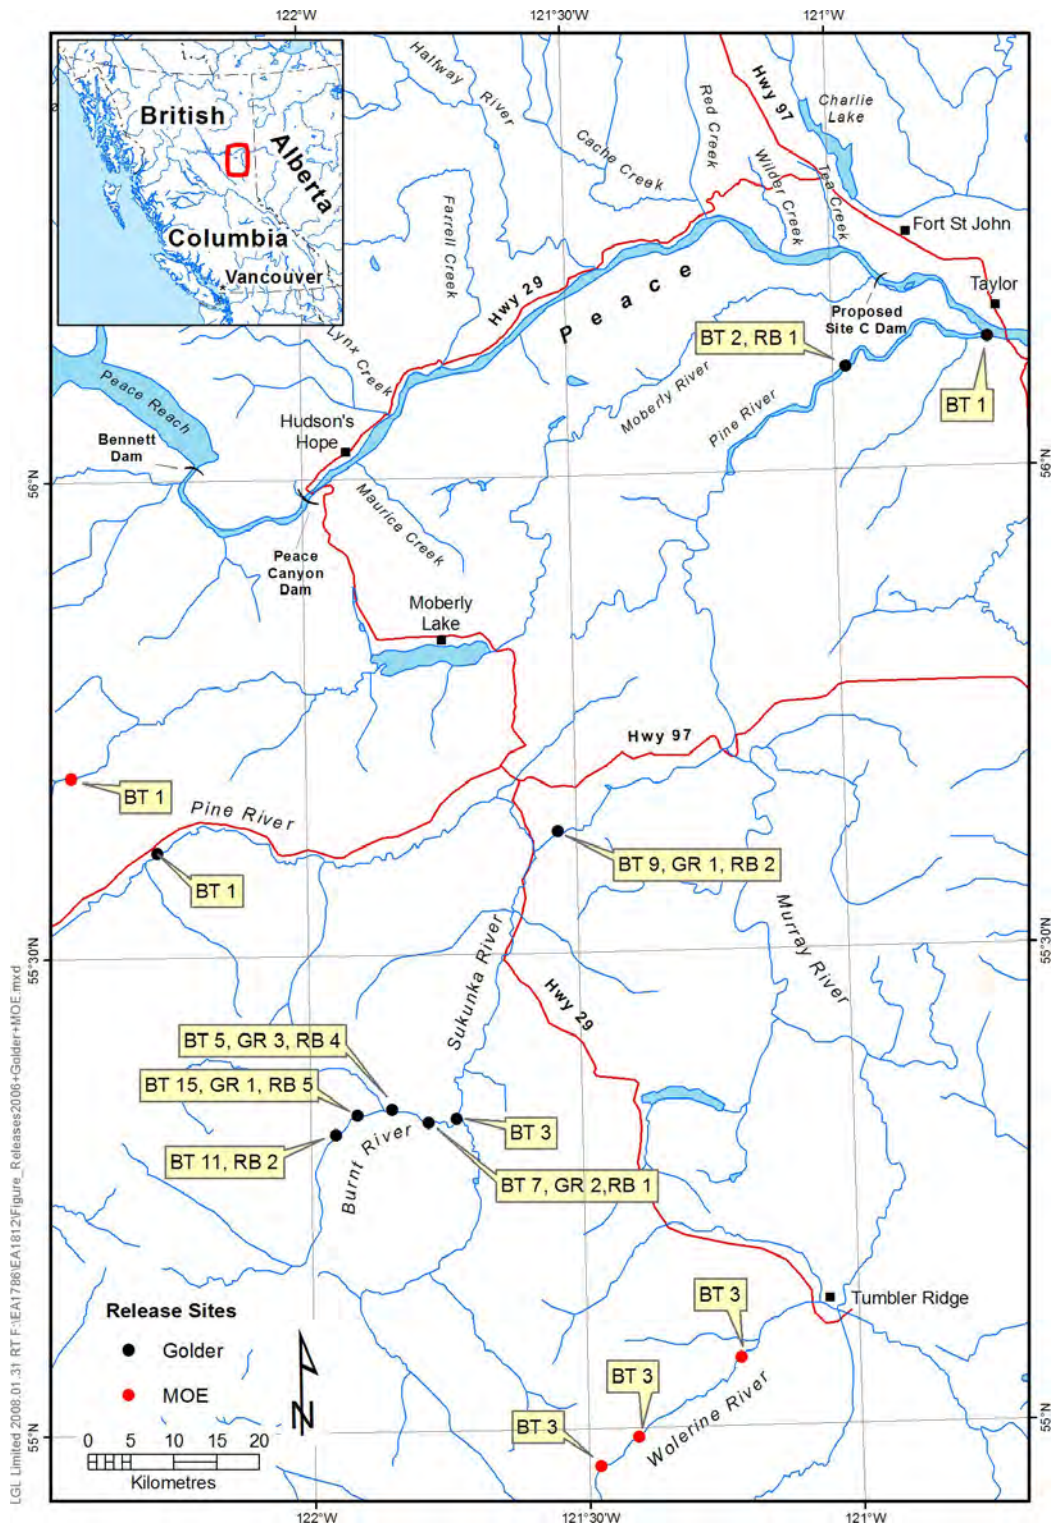 122°W
121°30'W
121°W
British
Columbia
Alberta
Vancouver
Halfway
River
Cache Creek
Red Creek
Hwy 97
Charlie
Lake
Wilder Creek
Tea Creek
Farrell Creek
Fort St John
Taylor
Hwy 29
Peace
Proposed
Site C Dam
BT 2, RB 1
BT 1
Lynx Creek
Peace Reach
Moberly River
Pine River
Hudson's
Hope
Bennett
Dam
56°N
56°N
Maurice Creek
Peace
Canyon
Dam
Moberly
Lake
Hwy 97
BT 1
Pine River
BT 1
BT 9, GR 1, RB 2
Murray River
Sukunka River
55°30'N
55°30'N
Hwy 29
BT 5, GR 3, RB 4
BT 15, GR 1, RB 5
BT 11, RB 2
BT 3
BT 7, GR 2,RB 1
Burnt River
Tumbler Ridge
BT 3
BT 3
BT 3
Wolerine River
55°N
55°N
Release Sites
Golder
MOE
N
0 5 10 15 20
Kilometres
122°W
121°30'W
121°W
LGL Limited 2008.01.31 RT F:\EA1786\EA1812\Figure_Releases2006+Golder+MOE.mxd